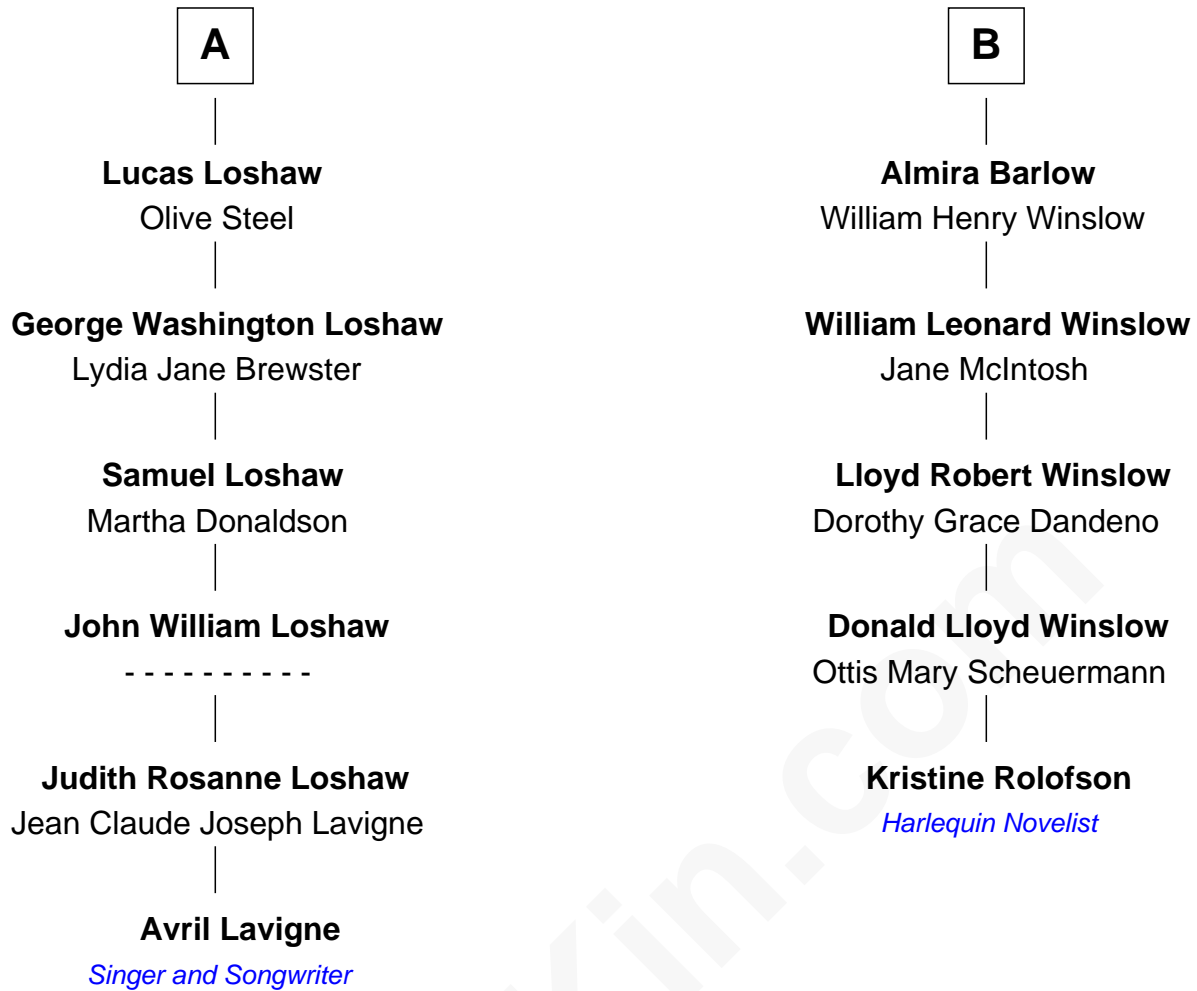 A
Lucas Loshaw
Olive Steel
George Washington Loshaw
Lydia Jane Brewster
Samuel Loshaw
Martha Donaldson
John William Loshaw
- - - - - - - - - -
Judith Rosanne Loshaw
Jean Claude Joseph Lavigne
Avril Lavigne
Singer and Songwriter
B
Almira Barlow
William Henry Winslow
William Leonard Winslow
Jane McIntosh
Lloyd Robert Winslow
Dorothy Grace Dandeno
Donald Lloyd Winslow
Ottis Mary Scheuermann
Kristine Rolofson
Harlequin Novelist
Kin.com